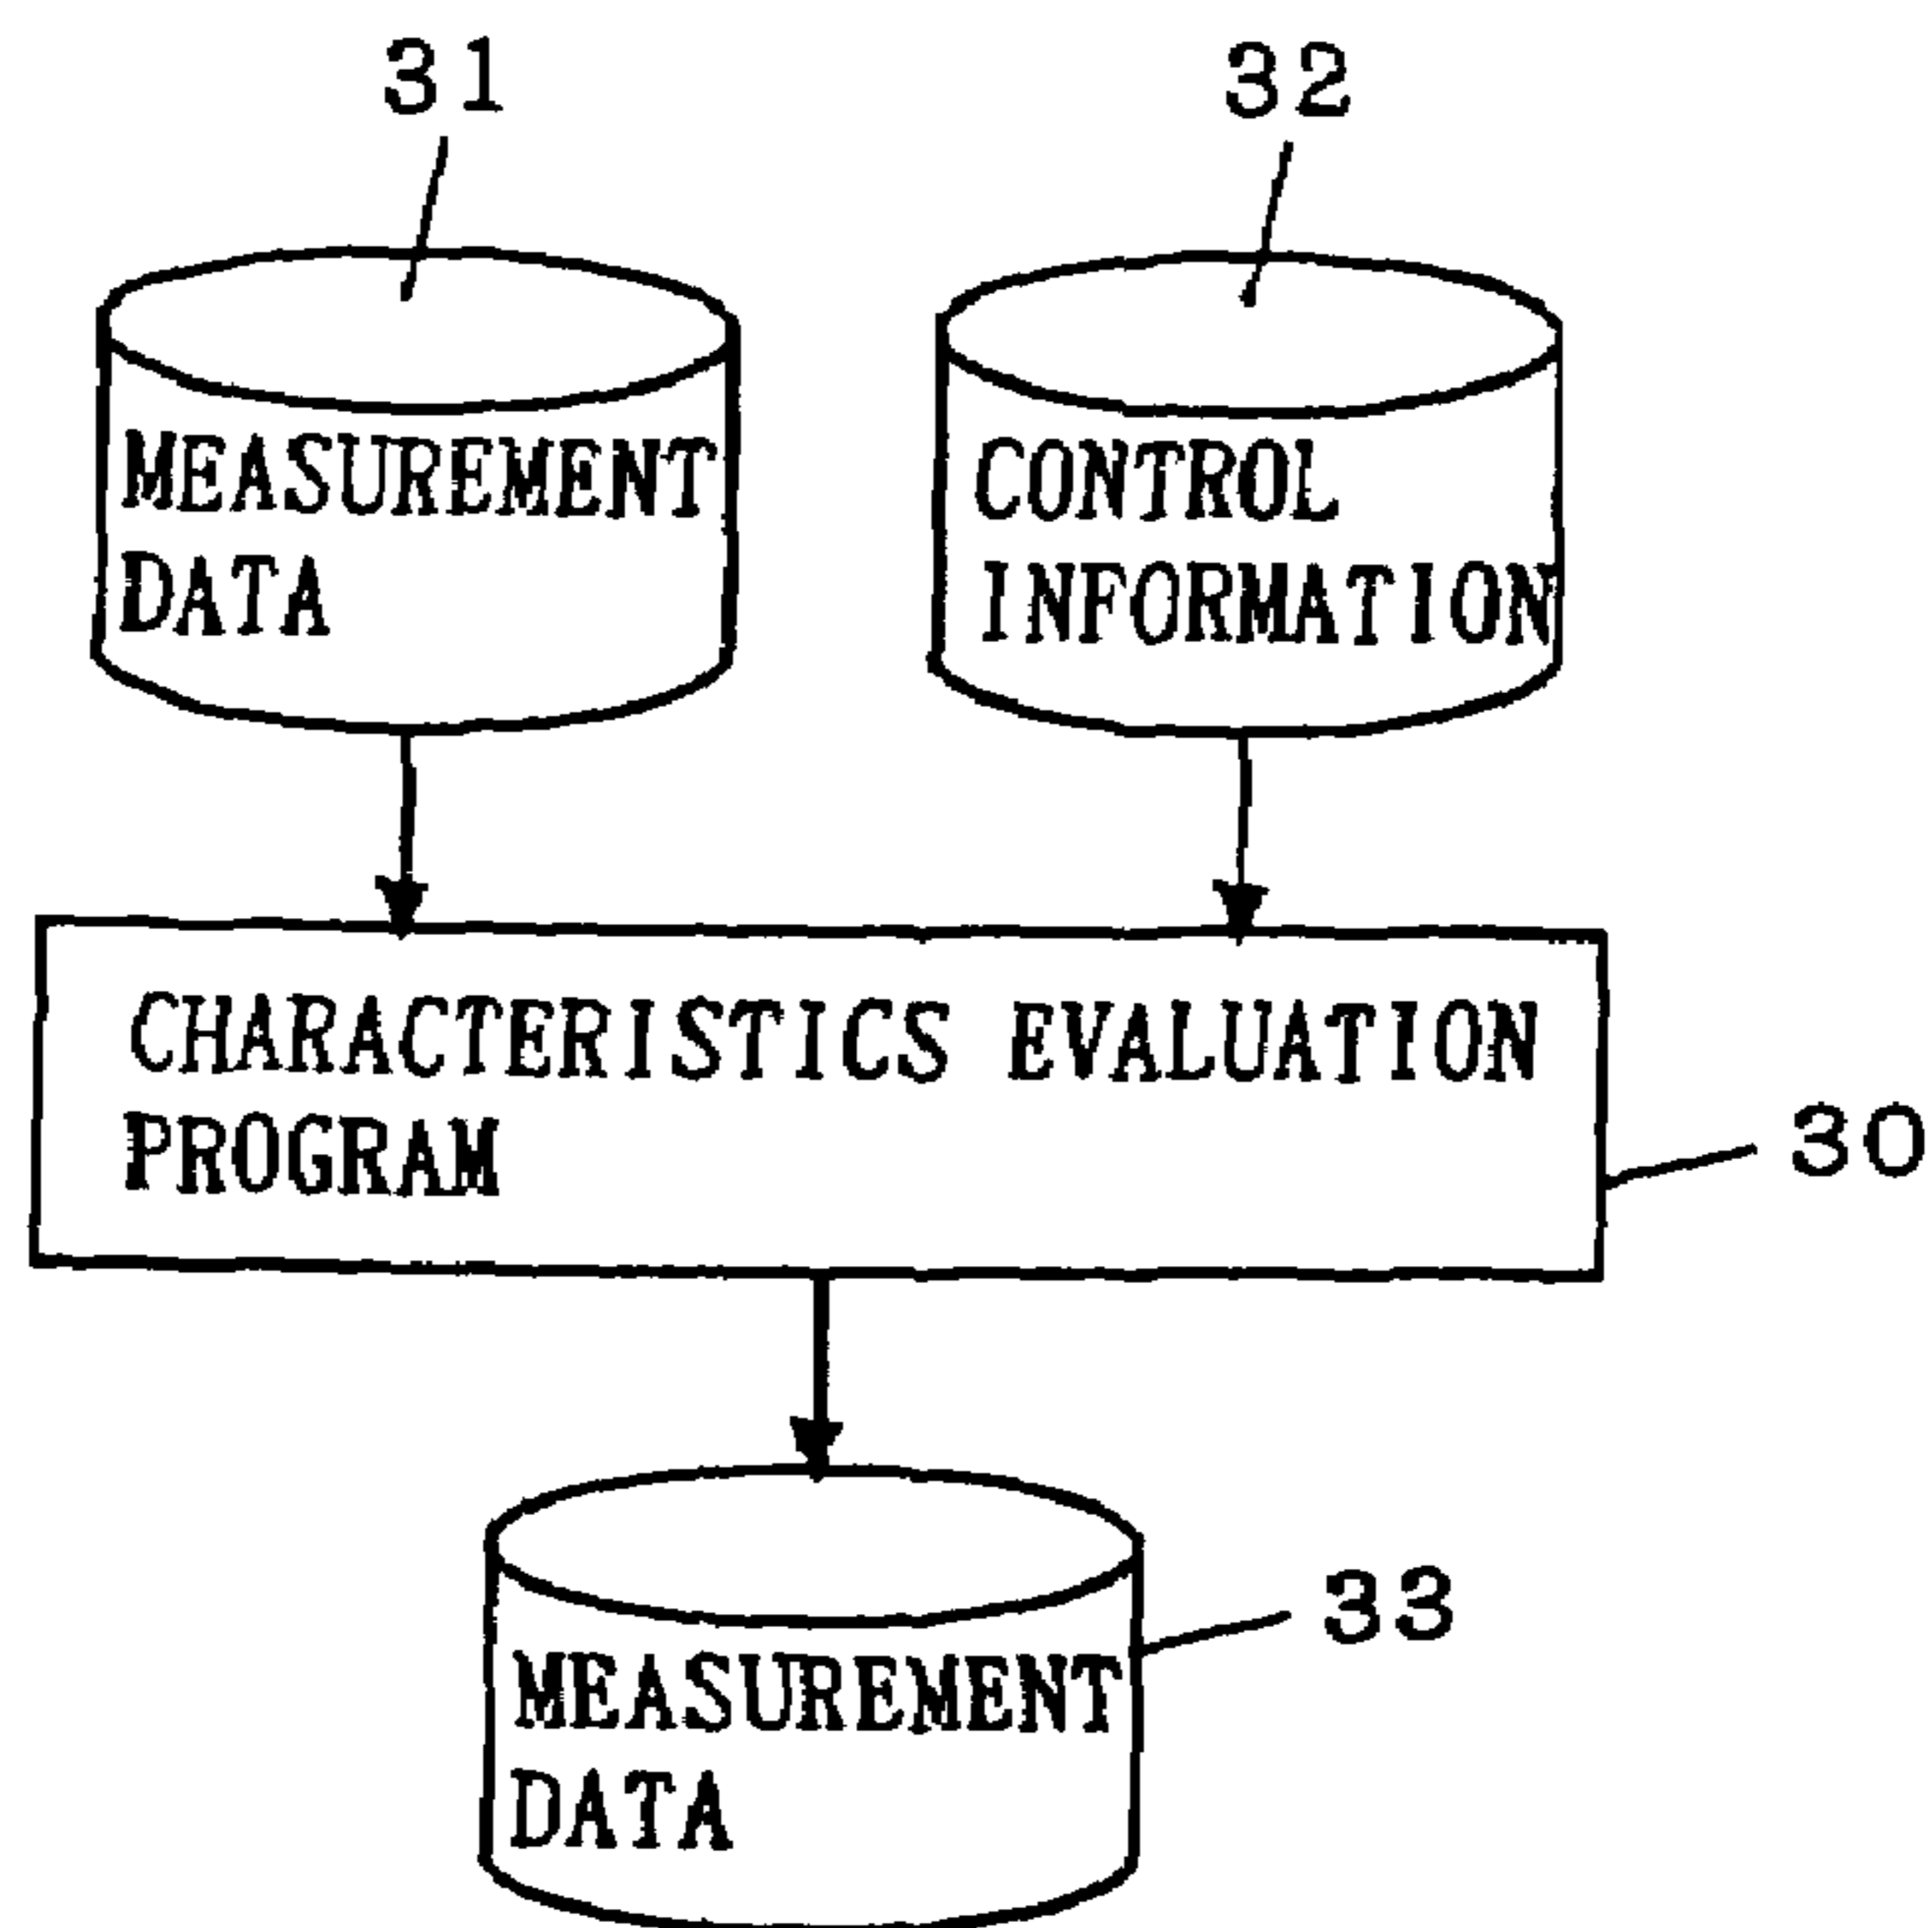 31
32
MEASUREMENT
DATA
CONTROL
INFORMATION
CHARACTERISTICS EVALUATION
PROGRAM
30
33
MEASUREMENT
DATA